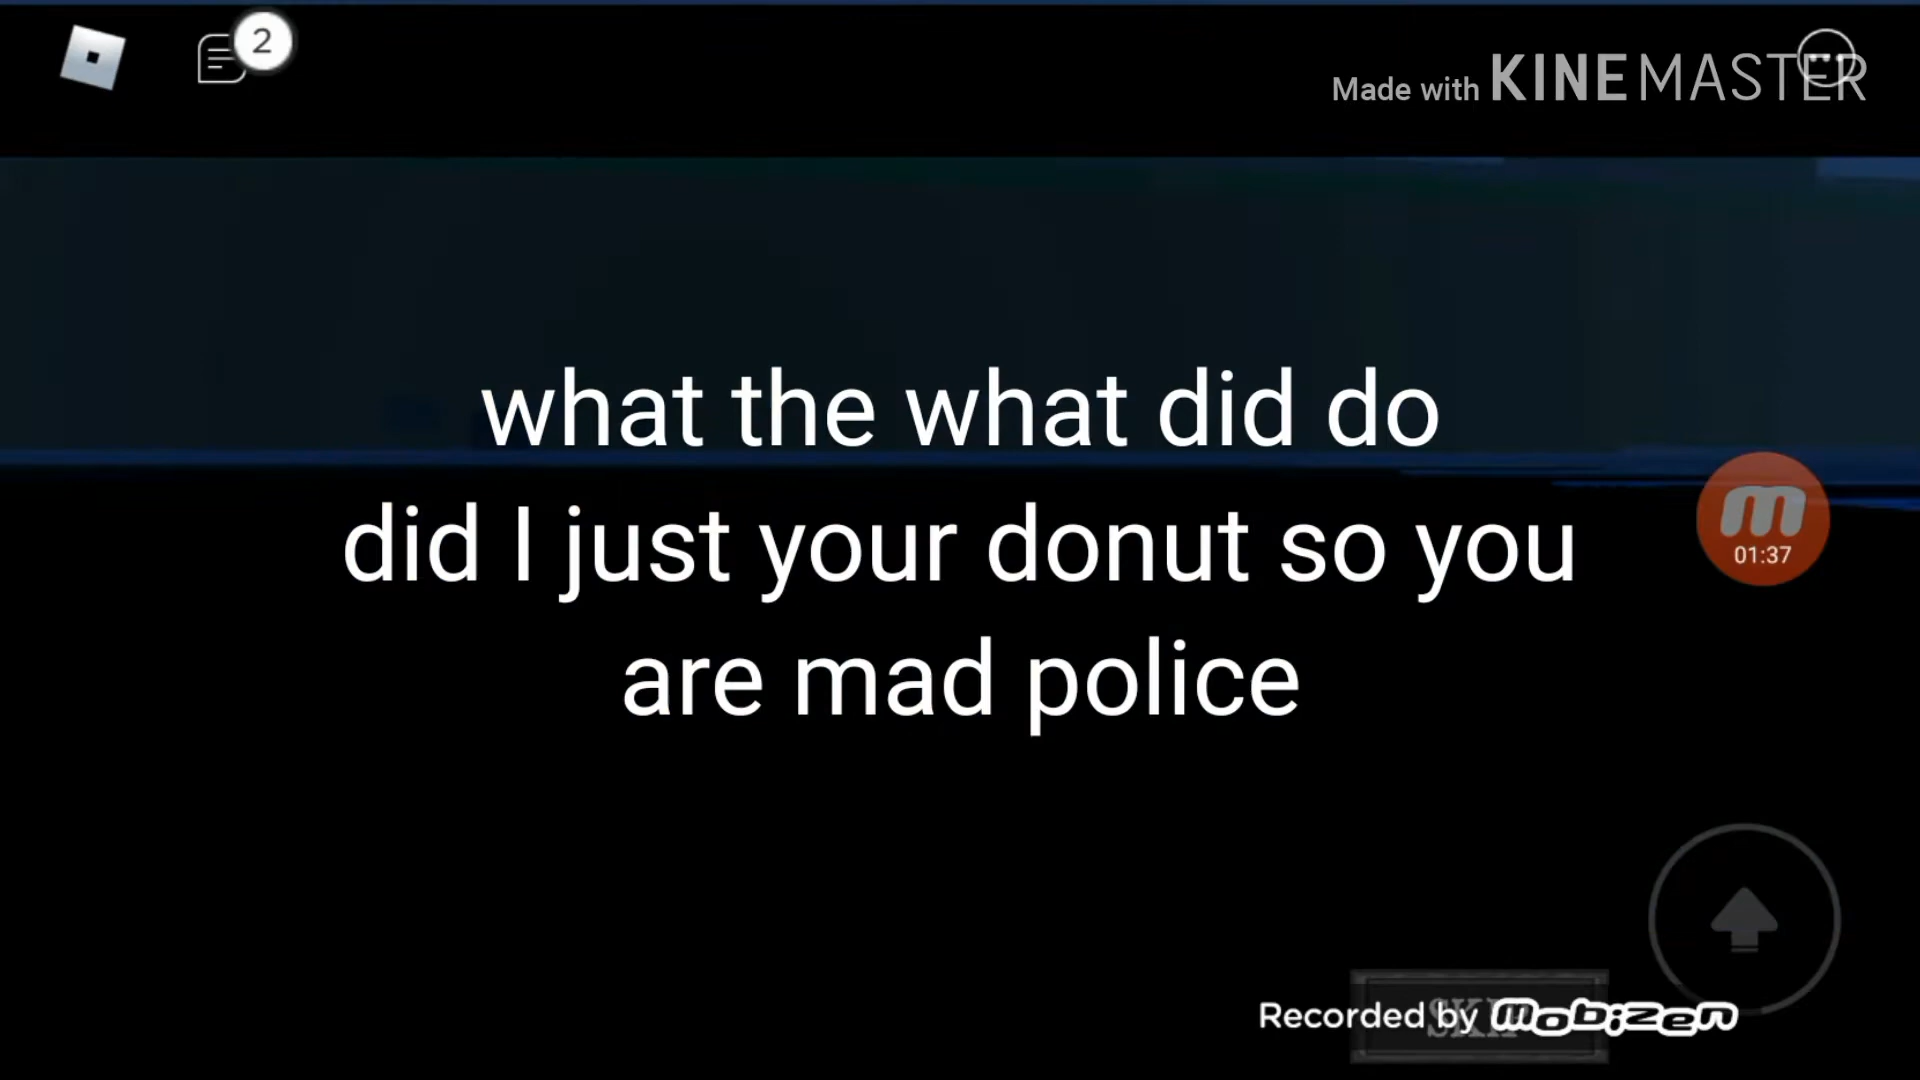 2
Made with KINEMASTER
what the what did do
did I just your donut so you
are mad police
01:37
SKIP
Recorded by mobizen